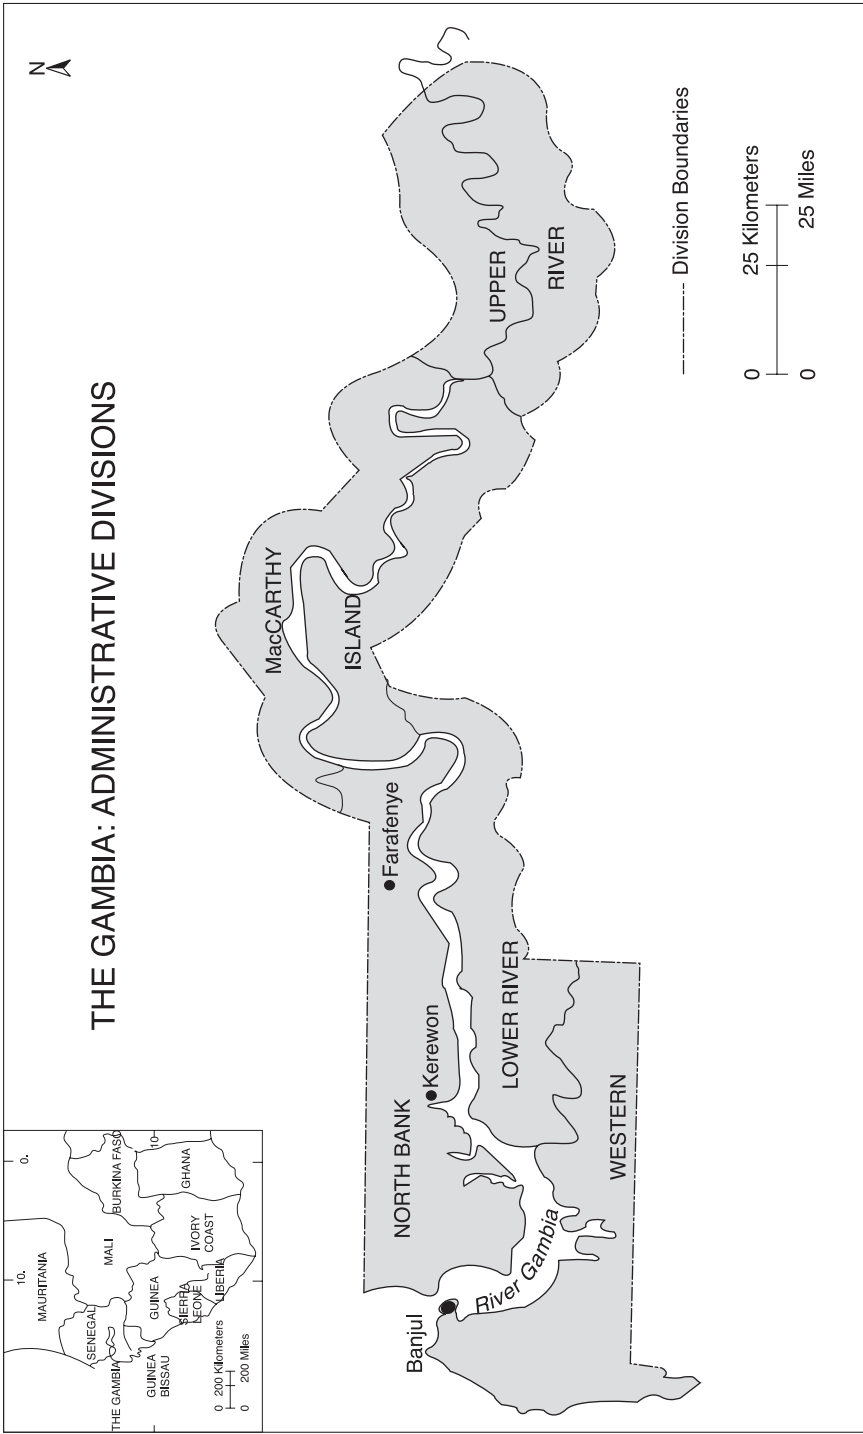 THE GAMBIA: ADMINISTRATIVE DIVISIONS
N
MAURITANIA
MALI
SENEGAL
THE GAMBIA
GUINEA
BISSAU
GUINEA
SIERRA
LEONE
LIBERIA
IVORY
COAST
BURKINA FASO
GHANA
10.
0.
10
0 200 Kilometers
0 200 Miles
MacCARTHY
ISLAND
UPPER
RIVER
Farafenye
Kerewon
NORTH BANK
LOWER RIVER
WESTERN
Banjul
River Gambia
Division Boundaries
0 25 Kilometers
0 25 Miles